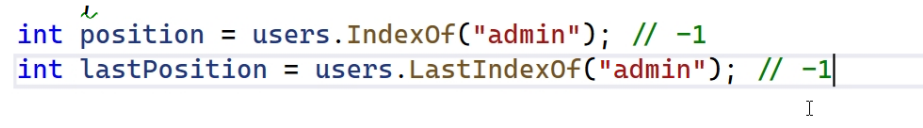 int position = users.IndexOf("admin"); // -1
int lastPosition = users.LastIndexOf("admin"); // -1